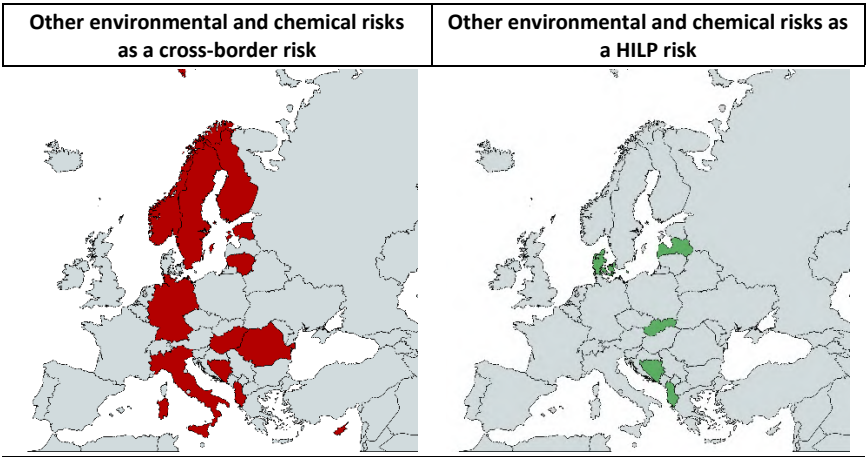 Other environmental and chemical risks
as a cross-border risk
Other environmental and chemical risks as
a HILP risk